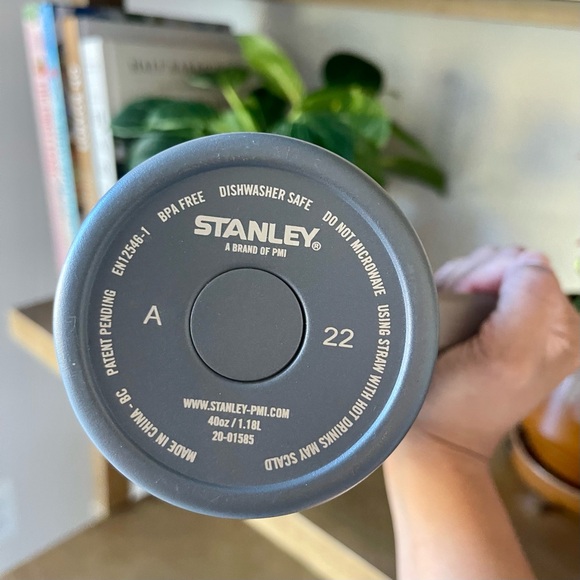 MADE IN CHINA - BC PATENT PENDING EN12546-1 BPA FREE DISHWASHER SAFE DO NOT MICROWAVE USING STRAW WITH HOT DRINKS MAY SCALD
STANLEY®
A BRAND OF PMI
A
22
WWW.STANLEY-PMI.COM
40oz / 1.18L
20-01585